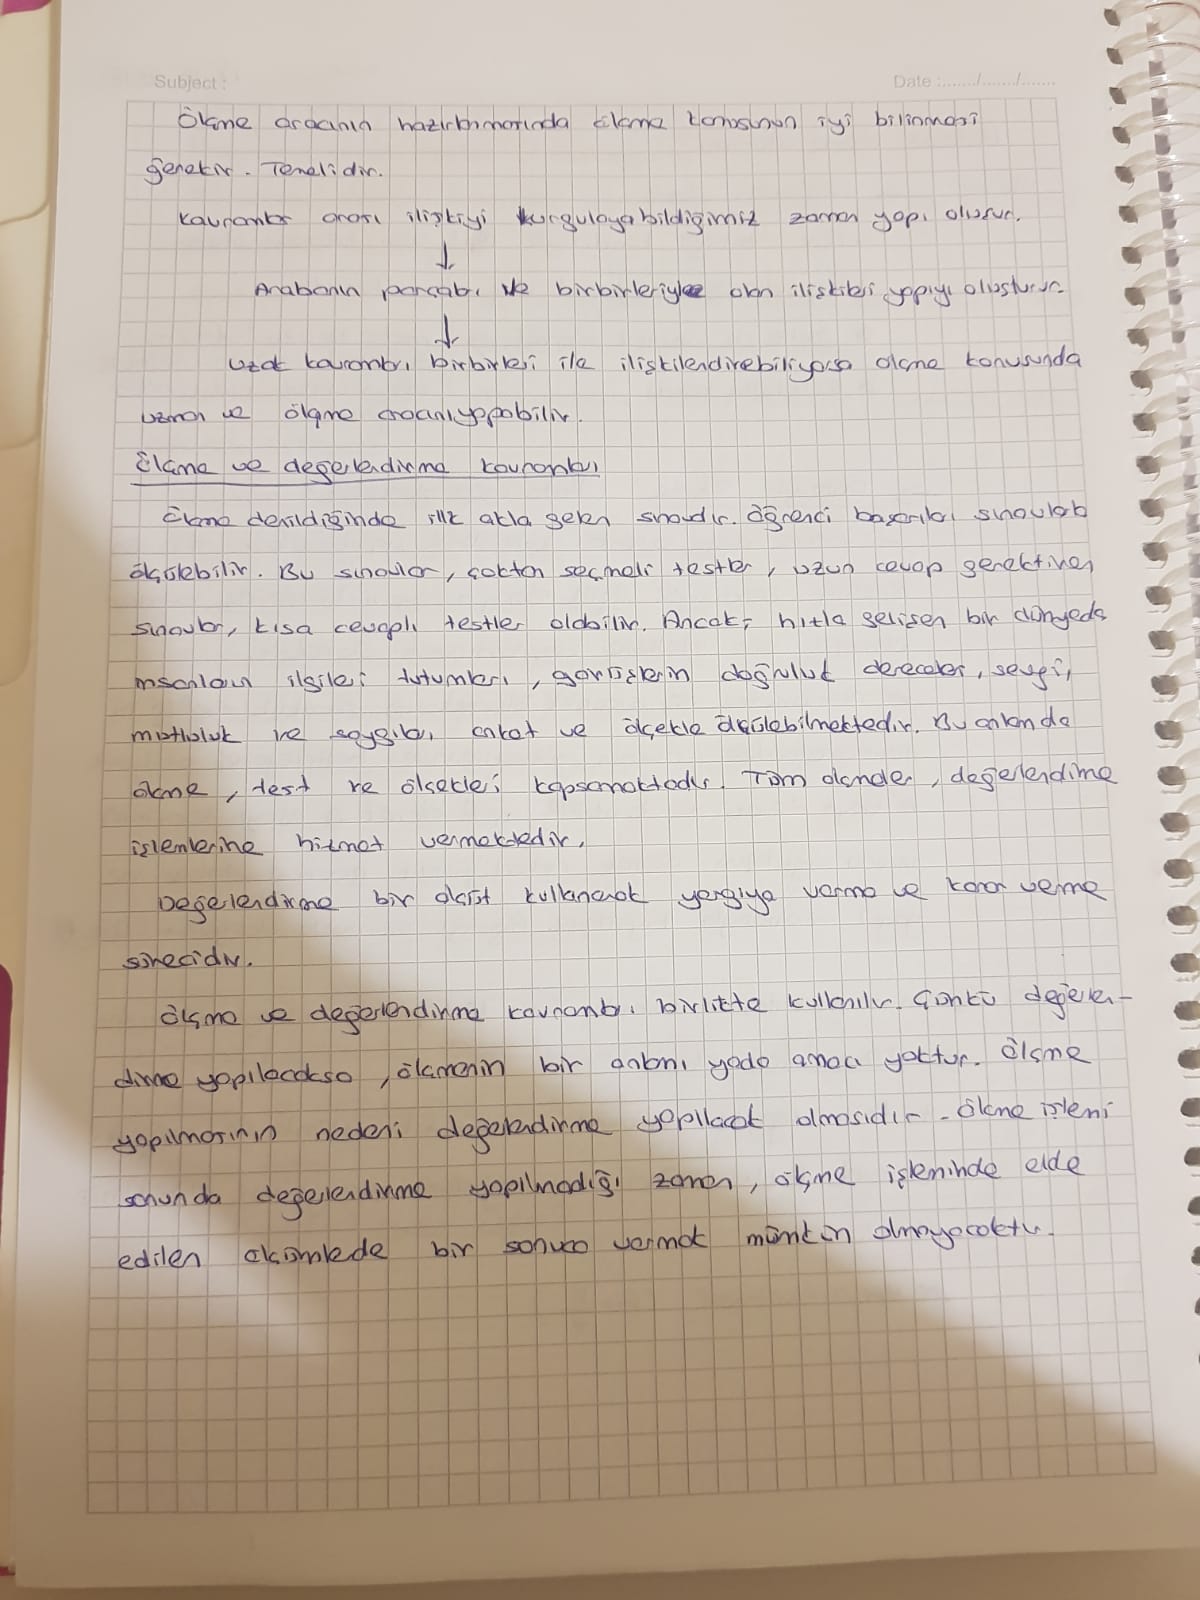 Subject :
Date :......./......./.......
Ölçme aracının hazırlanmasında ölçme konusunun iyi bilinmesi
gerekir. Temelidir.
Kavramlar arası ilişkiyi kurgulayabildiğimiz zaman yapı oluşur.
↓
Arabanın parçaları ve birbirleriyle olan ilişkileri yapıyı oluşturur.
↓
Uzak kavramları birbirleri ile ilişkilendirebiliyorsa ölçme konusunda
uzman ve ölçme aracını yapabilir.
Ölçme ve değerlendirme kavramları
Ölçme denildiğinde ilk akla gelen sınavdır. Öğrenci başarıları sınavlarla
ölçülebilir. Bu sınavlar, çoktan seçmeli testler, uzun cevap gerektiren
sınavlar, kısa cevaplı testler olabilir. Ancak, hızla gelişen bir dünyada
insanların ilgileri tutumları, görüşlerin doğruluk dereceleri, sevgi,
mutluluk ve saygıları anket ve ölçekle ölçülebilmektedir. Bu anlamda
ölçme, test ve ölçekleri kapsamaktadır. Tüm ölçmeler, değerlendime
işlemlerine hizmet vermektedir.
Değerlendirme bir ölçüt kullanarak yargıya varma ve karar verme
sürecidir.
Ölçme ve değerlendirme kavramları birlikte kullanılır. Çünkü değerlen-
dirme yapılacaksa, ölçmenin bir anlamı yada amacı yoktur. Ölçme
yapılmasının nedeni değerlendirme yapılacak olmasıdır. Ölçme işlemi
sonunda değerlendirme yapılmadığı zaman, ölçme işleminde elde
edilen ölçümlede bir sonuca varmak mümkün olmayacaktır.